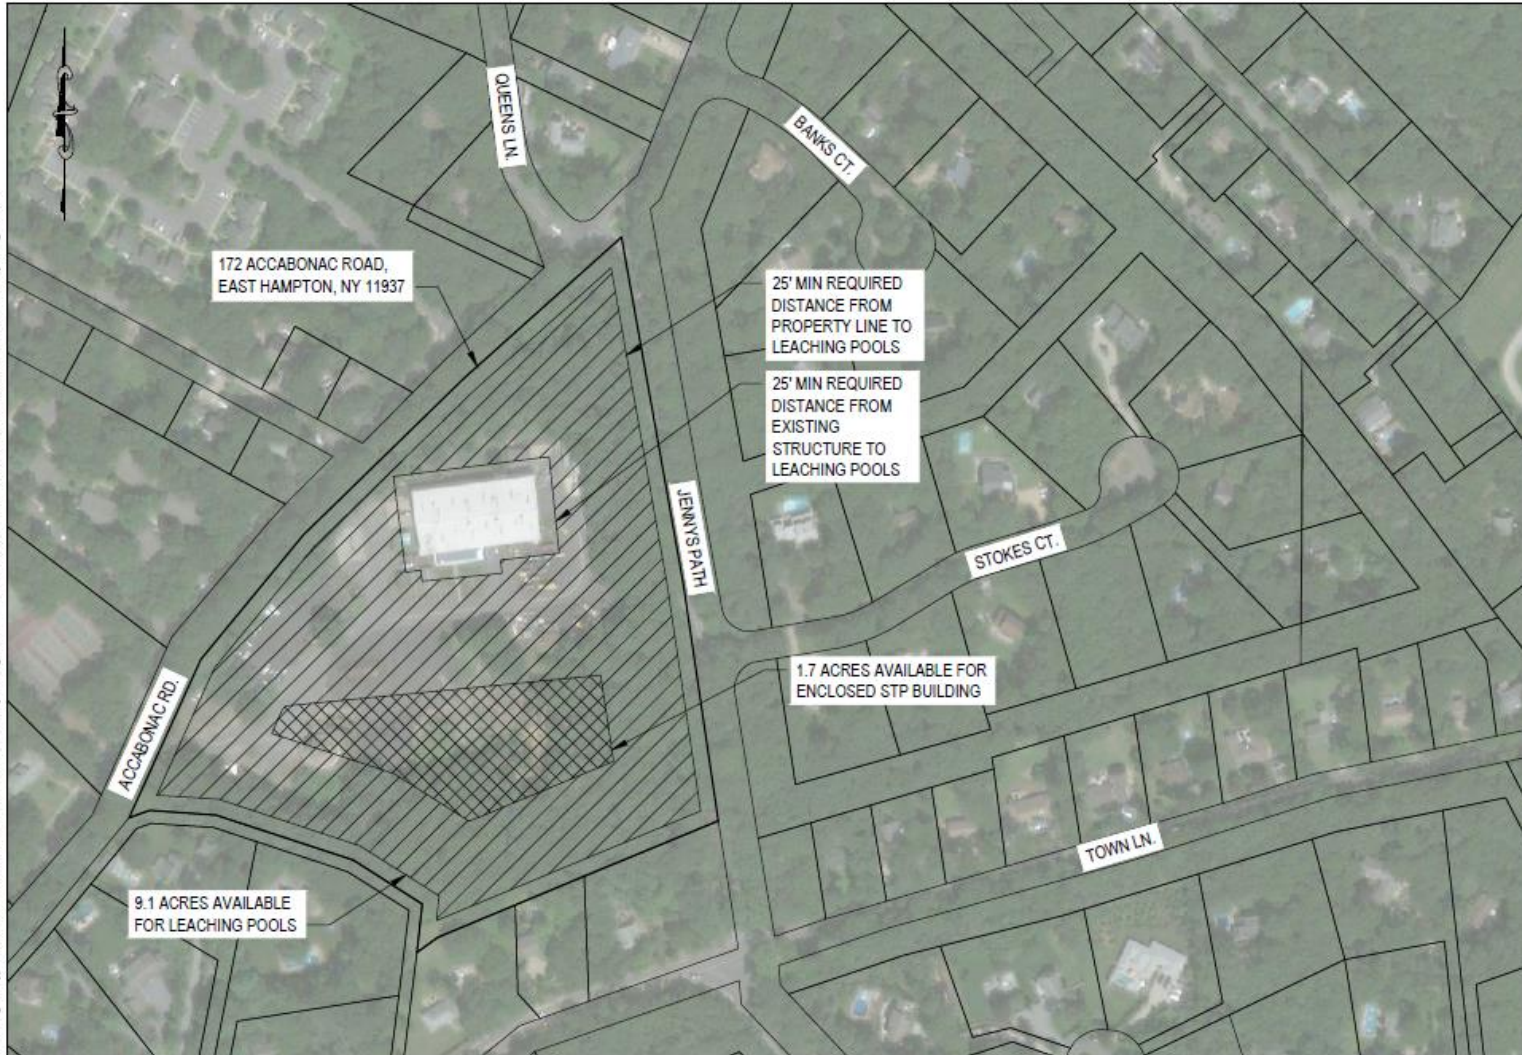 QUEENS LN.
BANKS CT.
172 ACCABONAC ROAD,
EAST HAMPTON, NY 11937
25' MIN REQUIRED
DISTANCE FROM
PROPERTY LINE TO
LEACHING POOLS
25' MIN REQUIRED
DISTANCE FROM
EXISTING
STRUCTURE TO
LEACHING POOLS
JENNYS PATH
STOKES CT.
1.7 ACRES AVAILABLE FOR
ENCLOSED STP BUILDING
ACCABONAC RD.
TOWN LN.
9.1 ACRES AVAILABLE
FOR LEACHING POOLS